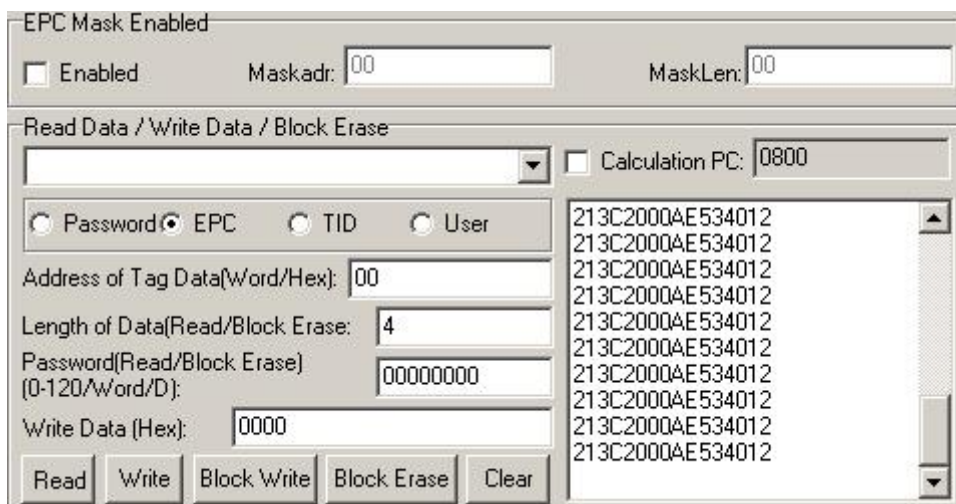 EPC Mask Enabled
Enabled Maskadr: 00 MaskLen: 00
Read Data / Write Data / Block Erase
Calculation PC: 0800
Password EPC TID User
Address of Tag Data(Word/Hex): 00
Length of Data(Read/Block Erase: 4
Password(Read/Block Erase)
(0-120/Word/D): 00000000
Write Data (Hex): 0000
Read Write Block Write Block Erase Clear
213C2000AE534012
213C2000AE534012
213C2000AE534012
213C2000AE534012
213C2000AE534012
213C2000AE534012
213C2000AE534012
213C2000AE534012
213C2000AE534012
213C2000AE534012